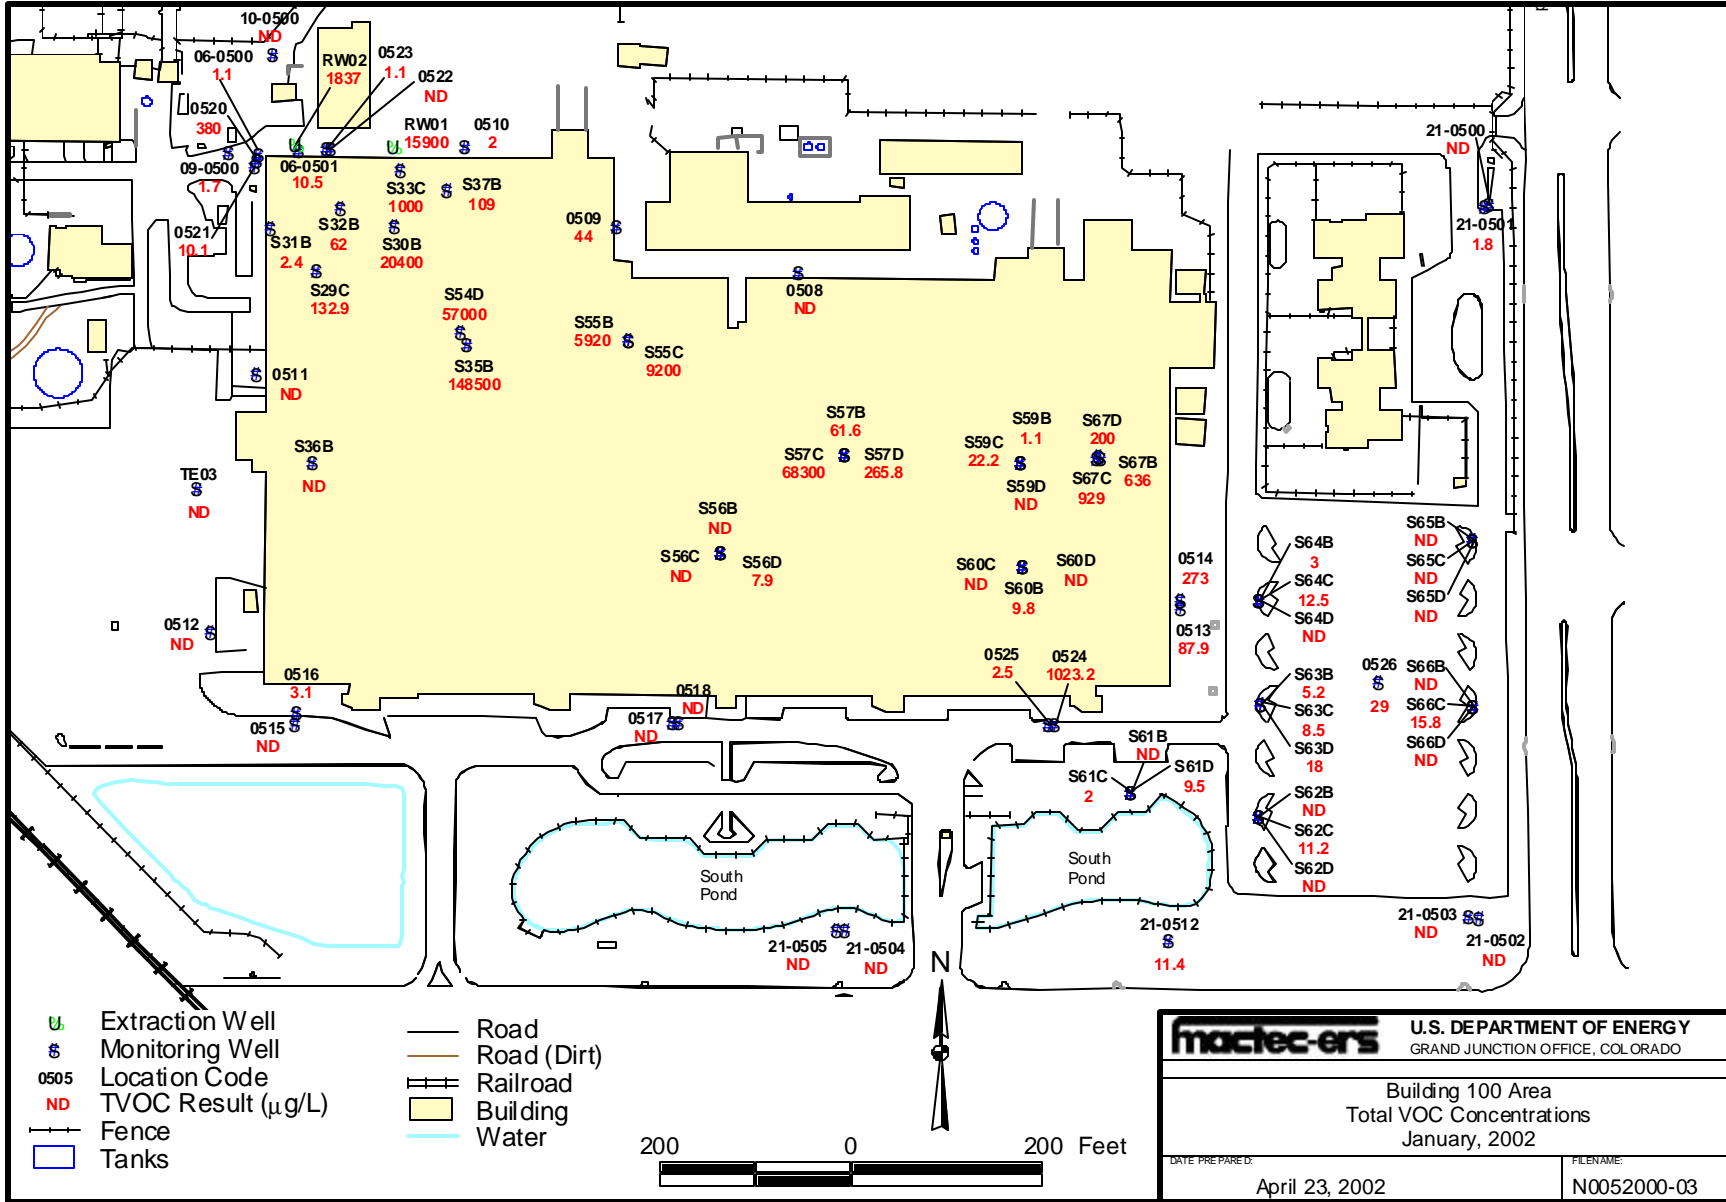 10-0500
ND
06-0500
1.1
RW02
1837
0523
1.1
0522
ND
0520
380
RW01
15900
0510
2
21-0500
ND
09-0500
1.7
06-0501
10.5
S33C
1000
S37B
109
0521
10.1
S31B
2.4
S32B
62
S30B
20400
0509
44
21-0501
1.8
S29C
132.9
S54D
57000
0508
ND
S55B
5920
S55C
9200
S35B
148500
0511
ND
S57B
61.6
S57C
68300
S57D
265.8
S59B
1.1
S59C
22.2
S59D
ND
S67D
200
S67B
636
S67C
929
S36B
ND
TE03
ND
S56B
ND
S56C
ND
S56D
7.9
S60C
ND
S60D
ND
S60B
9.8
0514
273
0513
87.9
S64B
3
S64C
12.5
S64D
ND
S65B
ND
S65C
ND
S65D
ND
0512
ND
0516
3.1
0515
ND
0518
ND
0517
ND
0525
2.5
0524
1023.2
S63B
5.2
S63C
8.5
S63D
18
0526
29
S66B
ND
S66C
15.8
S66D
ND
S61B
ND
S61C
2
S61D
9.5
S62B
ND
S62C
11.2
S62D
ND
South
Pond
South
Pond
21-0505
ND
21-0504
ND
21-0512
11.4
21-0503
ND
21-0502
ND
N
Extraction Well
Monitoring Well
0505 Location Code
ND TVOC Result (µg/L)
Fence
Tanks
Road
Road (Dirt)
Railroad
Building
Water
200 0 200 Feet
mactec-ers
U.S. DEPARTMENT OF ENERGY
GRAND JUNCTION OFFICE, COLORADO
Building 100 Area
Total VOC Concentrations
January, 2002
DATE PREPARED:
April 23, 2002
FILENAME:
N0052000-03